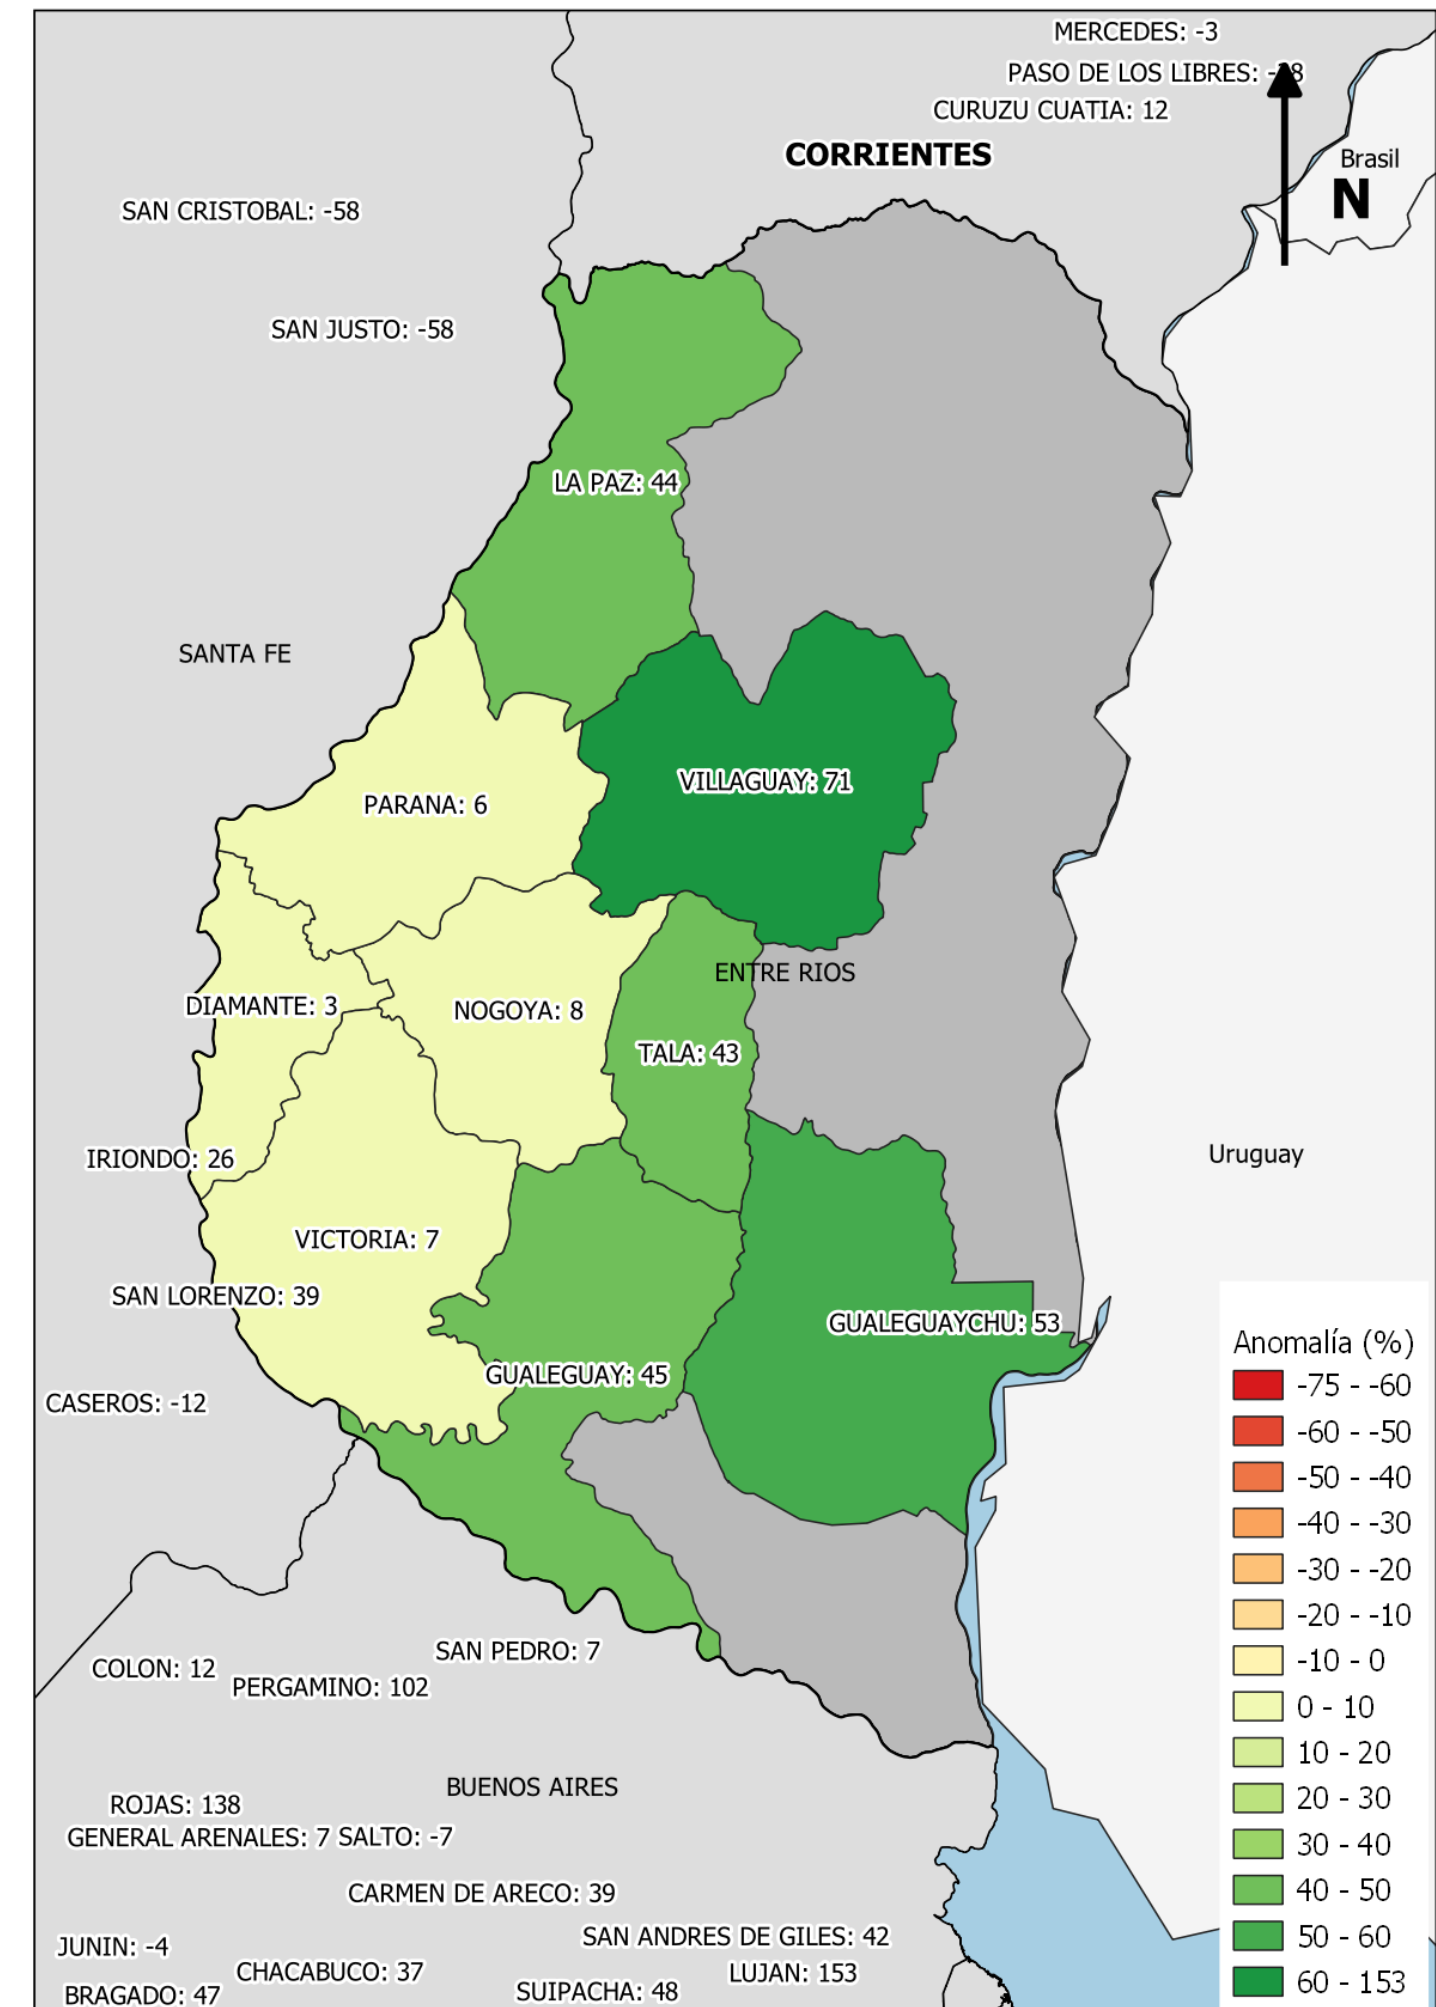 MERCEDES: -3
PASO DE LOS LIBRES:
CURUZU CUATIA: 12
CORRIENTES
Brasil
N
SAN CRISTOBAL: -58
SAN JUSTO: -58
LA PAZ: 44
SANTA FE
VILLAGUAY: 71
PARANA: 6
ENTRE RIOS
DIAMANTE: 3
NOGOYA: 8
TALA: 43
IRIONDO: 26
Uruguay
VICTORIA: 7
SAN LORENZO: 39
GUALEGUAYCHU: 53
GUALEGUAY: 45
CASEROS: -12
Anomalía (%)
-75 - -60
-60 - -50
-50 - -40
-40 - -30
-30 - -20
-20 - -10
-10 - 0
0 - 10
10 - 20
20 - 30
30 - 40
40 - 50
50 - 60
60 - 153
SAN PEDRO: 7
COLON: 12
PERGAMINO: 102
BUENOS AIRES
ROJAS: 138
GENERAL ARENALES: 7
SALTO: -7
CARMEN DE ARECO: 39
SAN ANDRES DE GILES: 42
JUNIN: -4
CHACABUCO: 37
LUJAN: 153
BRAGADO: 47
SUIPACHA: 48